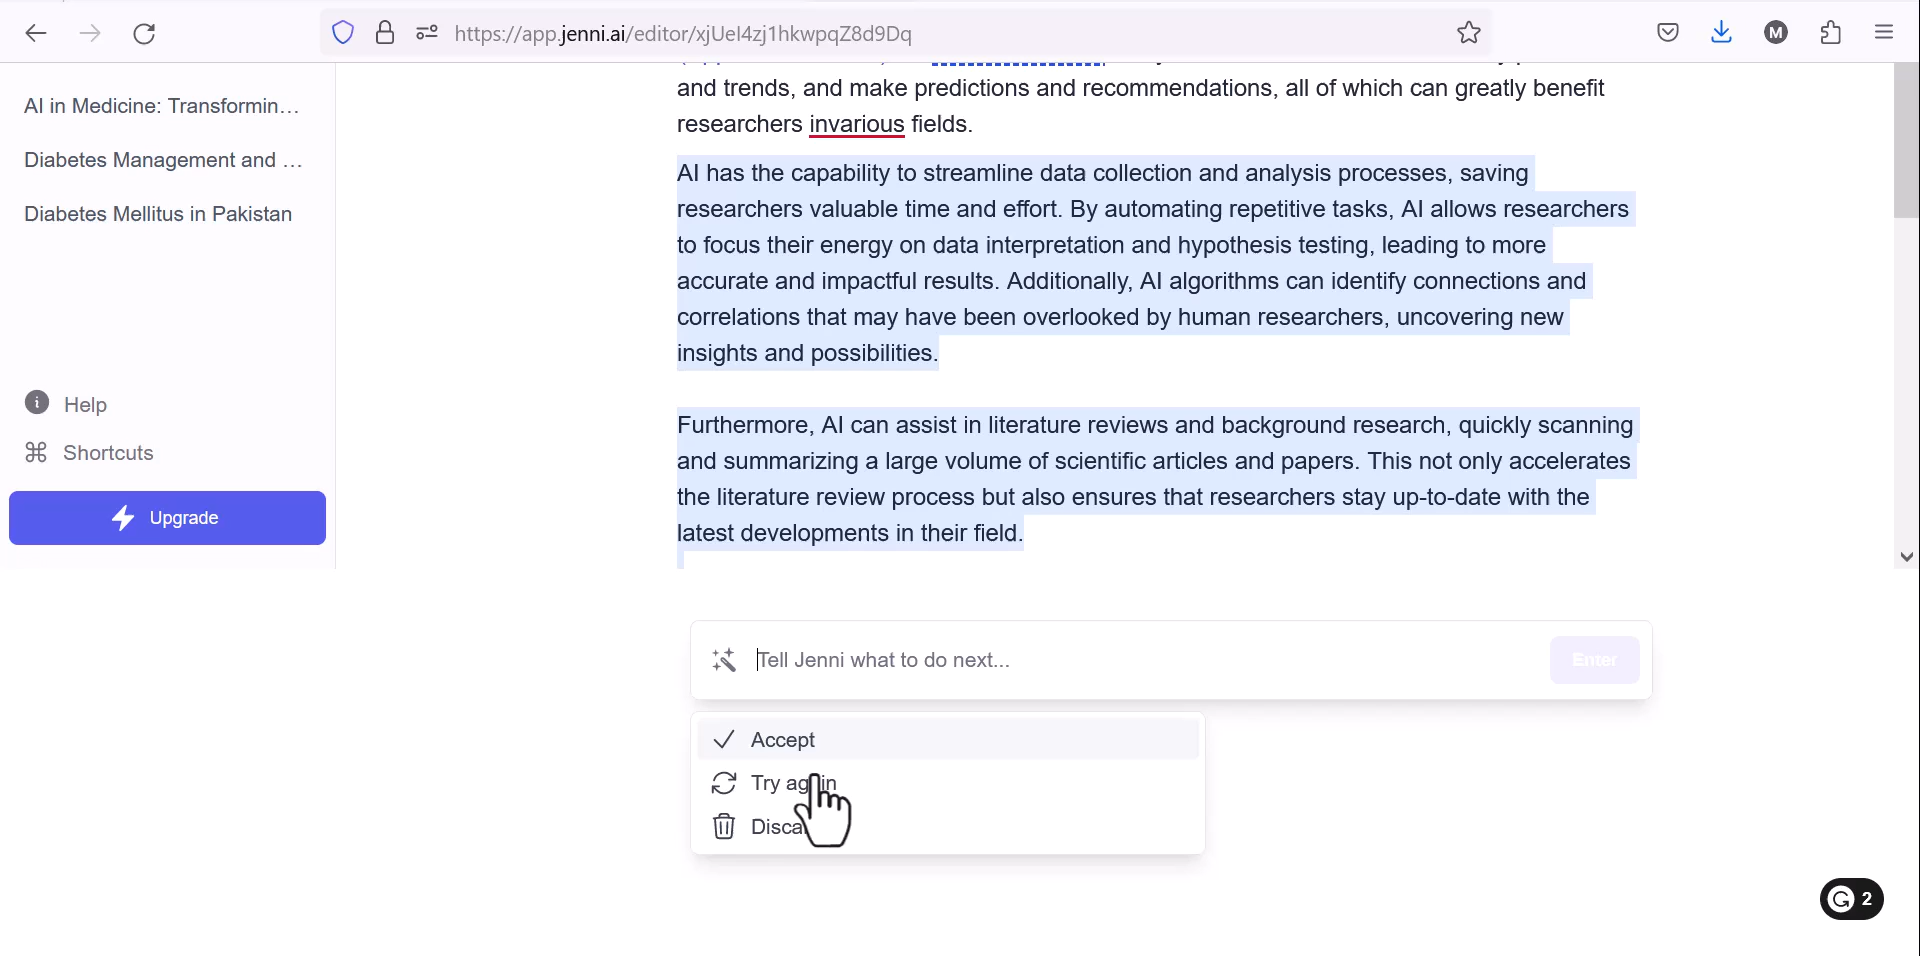 https://app.jenni.ai/editor/xjUeI4zj1hkwpqZ8d9Dq
M
AI in Medicine: Transformin...
Diabetes Management and ...
Diabetes Mellitus in Pakistan
Help
Shortcuts
Upgrade
and trends, and make predictions and recommendations, all of which can greatly benefit
researchers invarious fields.
AI has the capability to streamline data collection and analysis processes, saving
researchers valuable time and effort. By automating repetitive tasks, AI allows researchers
to focus their energy on data interpretation and hypothesis testing, leading to more
accurate and impactful results. Additionally, AI algorithms can identify connections and
correlations that may have been overlooked by human researchers, uncovering new
insights and possibilities.
Furthermore, AI can assist in literature reviews and background research, quickly scanning
and summarizing a large volume of scientific articles and papers. This not only accelerates
the literature review process but also ensures that researchers stay up-to-date with the
latest developments in their field.
Tell Jenni what to do next...
Enter
Accept
Try again
2